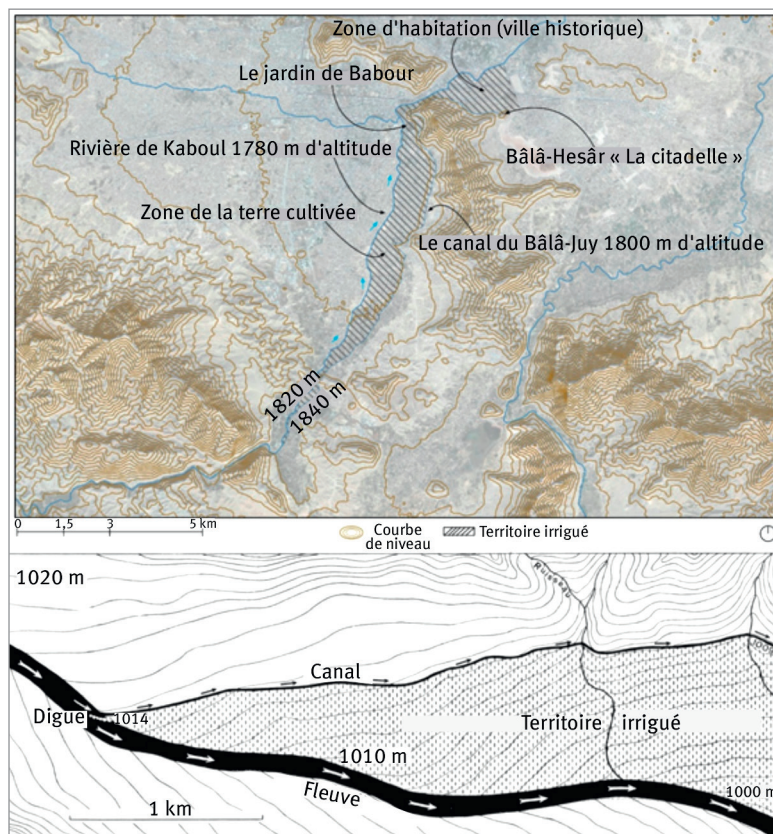 Zone d'habitation (ville historique)
Le jardin de Babour
Rivière de Kaboul 1780 m d'altitude
Bâlâ-Hesâr « La citadelle »
Zone de la terre cultivée
Le canal du Bâlâ-Juy 1800 m d'altitude
1820 m
1840 m
0 1,5 3 5 km
Courbe
de niveau
Territoire irrigué
1020 m
Ruisseau
Canal
Digue
1014
Territoire irrigué
1010 m
Fleuve
1000 m
1 km